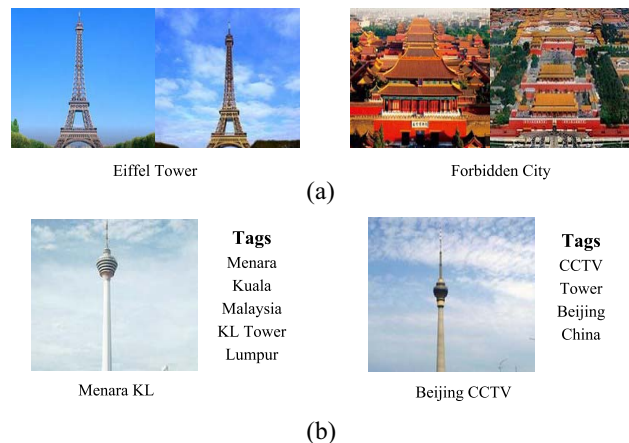 Eiffel Tower
Forbidden City
(a)
Tags
Menara
Kuala
Malaysia
KL Tower
Lumpur
Menara KL
Tags
CCTV
Tower
Beijing
China
Beijing CCTV
(b)